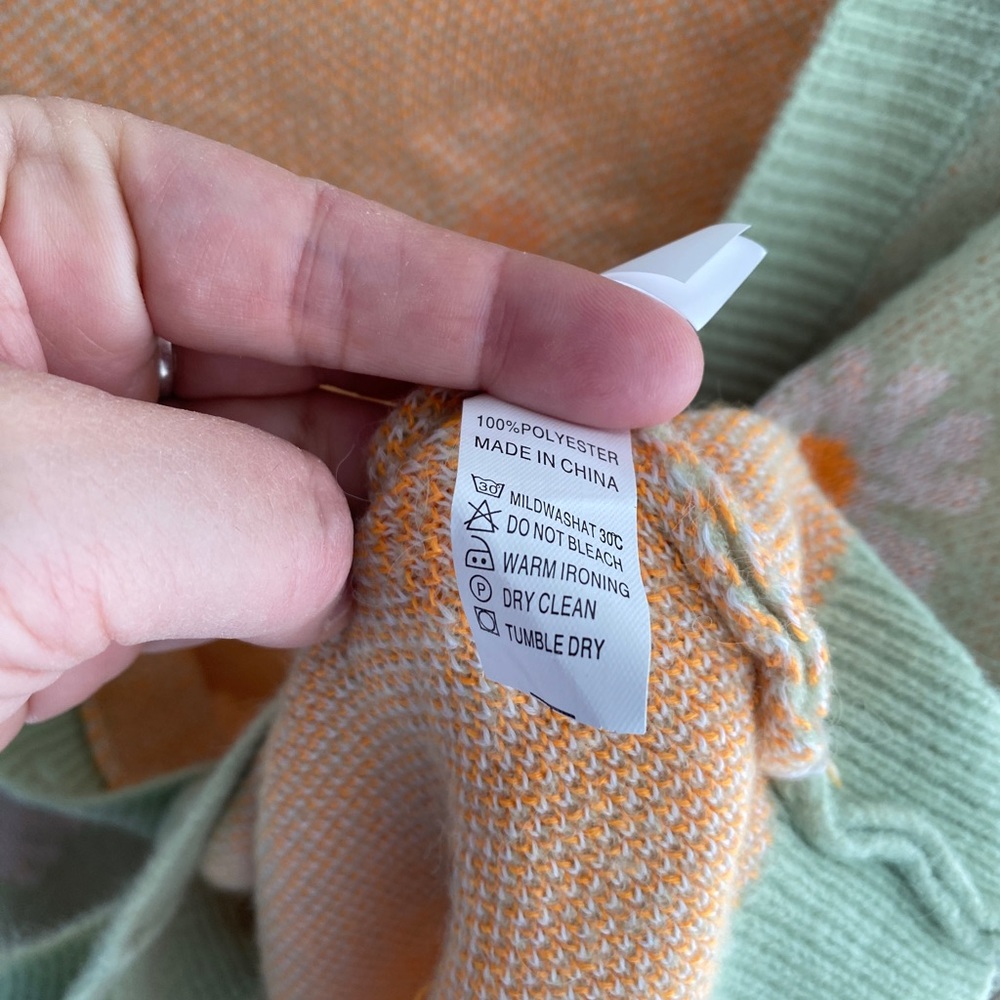 100%POLYESTER
MADE IN CHINA
30 MILDWASHAT 30℃
DO NOT BLEACH
WARM IRONING
P DRY CLEAN
TUMBLE DRY